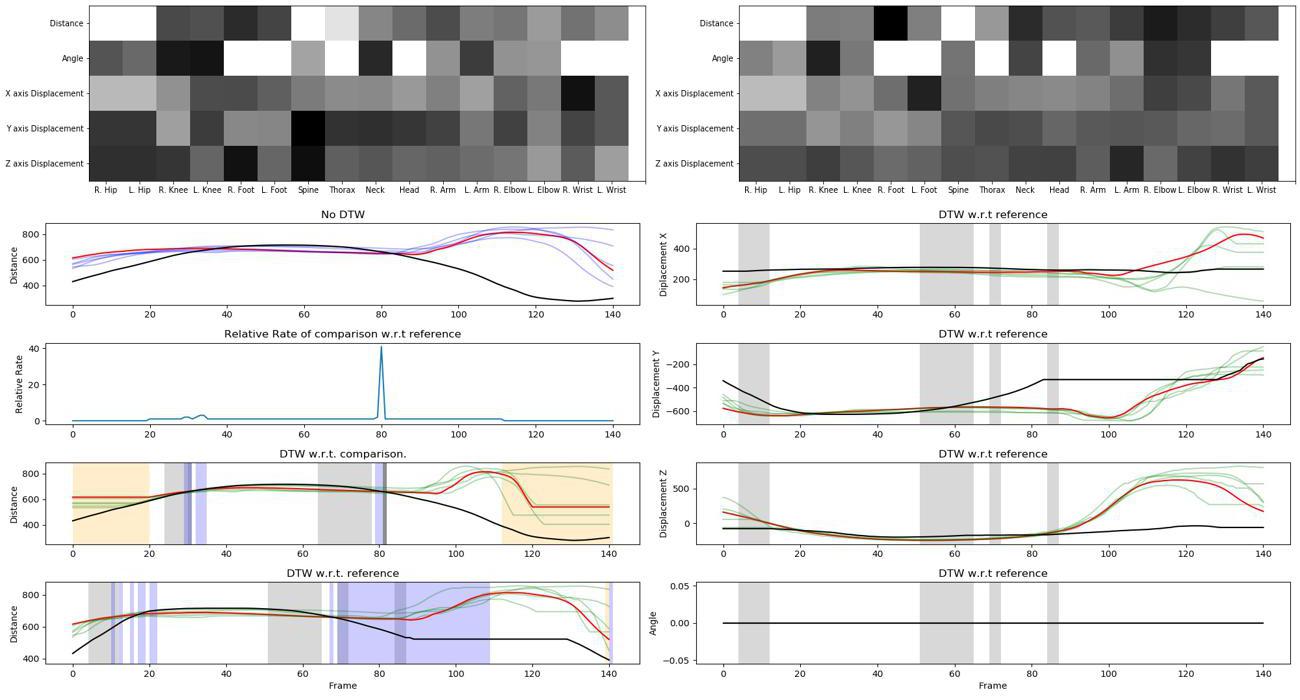 Distance
Angle
X axis Displacement
Y axis Displacement
Z axis Displacement
R. Hip L. Hip R. Knee L. Knee R. Foot L. Foot Spine Thorax Neck Head R. Arm L. Arm R. Elbow L. Elbow R. Wrist L. Wrist
Distance
Angle
X axis Displacement
Y axis Displacement
Z axis Displacement
R. Hip L. Hip R. Knee L. Knee R. Foot L. Foot Spine Thorax Neck Head R. Arm L. Arm R. Elbow L. Elbow R. Wrist L. Wrist
No DTW
Distance
800
600
400
0 20 40 60 80 100 120 140
DTW w.r.t reference
Diplacement X
400
200
0 20 40 60 80 100 120 140
Relative Rate of comparison w.r.t reference
Relative Rate
40
20
0
0 20 40 60 80 100 120 140
DTW w.r.t reference
Displacement Y
−200
−400
−600
0 20 40 60 80 100 120 140
DTW w.r.t. comparison.
Distance
800
600
400
0 20 40 60 80 100 120 140
DTW w.r.t reference
Displacement Z
500
0
0 20 40 60 80 100 120 140
DTW w.r.t. reference
Distance
800
600
400
0 20 40 60 80 100 120 140
Frame
DTW w.r.t reference
Angle
0.05
0.00
−0.05
0 20 40 60 80 100 120 140
Frame